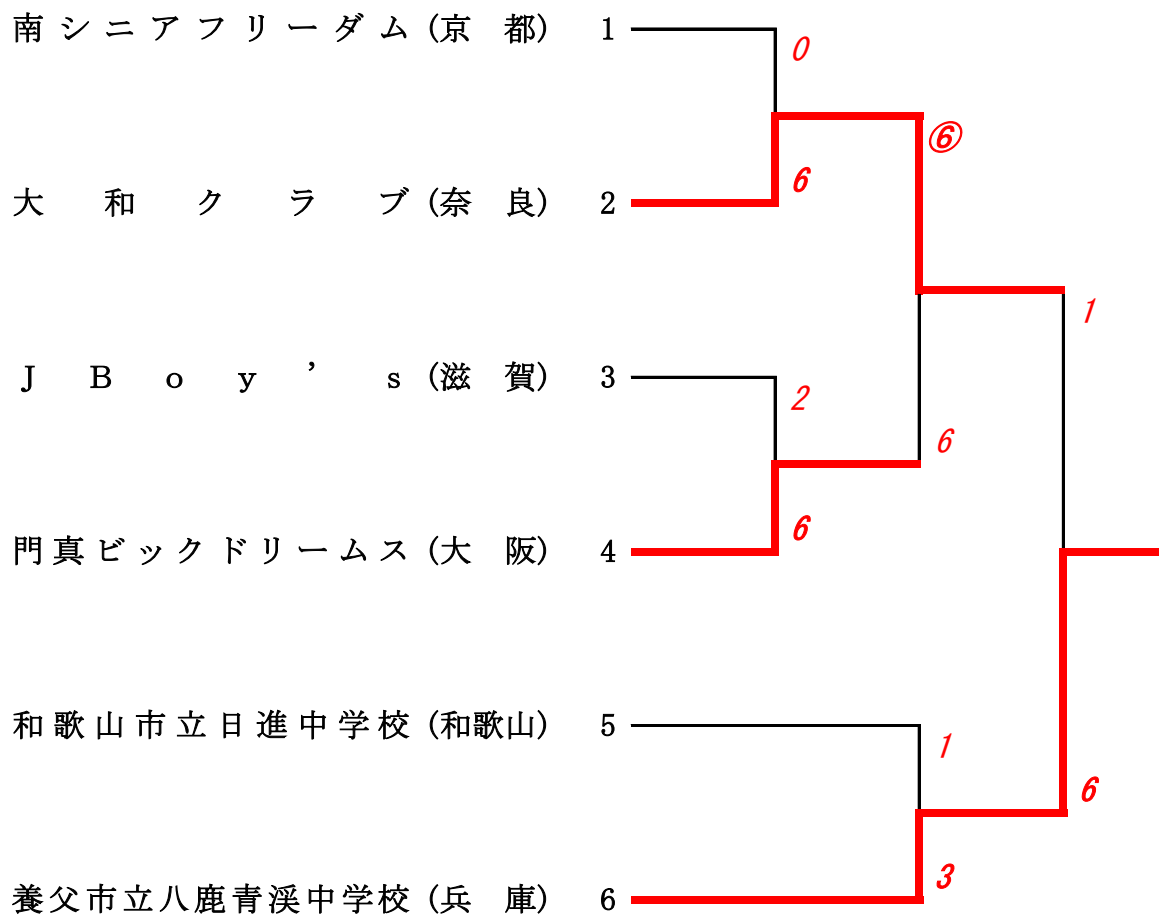 南シニアフリーダム (京都) 1
0
⑥
大和クラブ (奈良) 2
6
1
JBoy’s (滋賀) 3
2
6
門真ビックドリームス (大阪) 4
6
和歌山市立日進中学校 (和歌山) 5
1
6
養父市立八鹿青渓中学校 (兵庫) 6
3